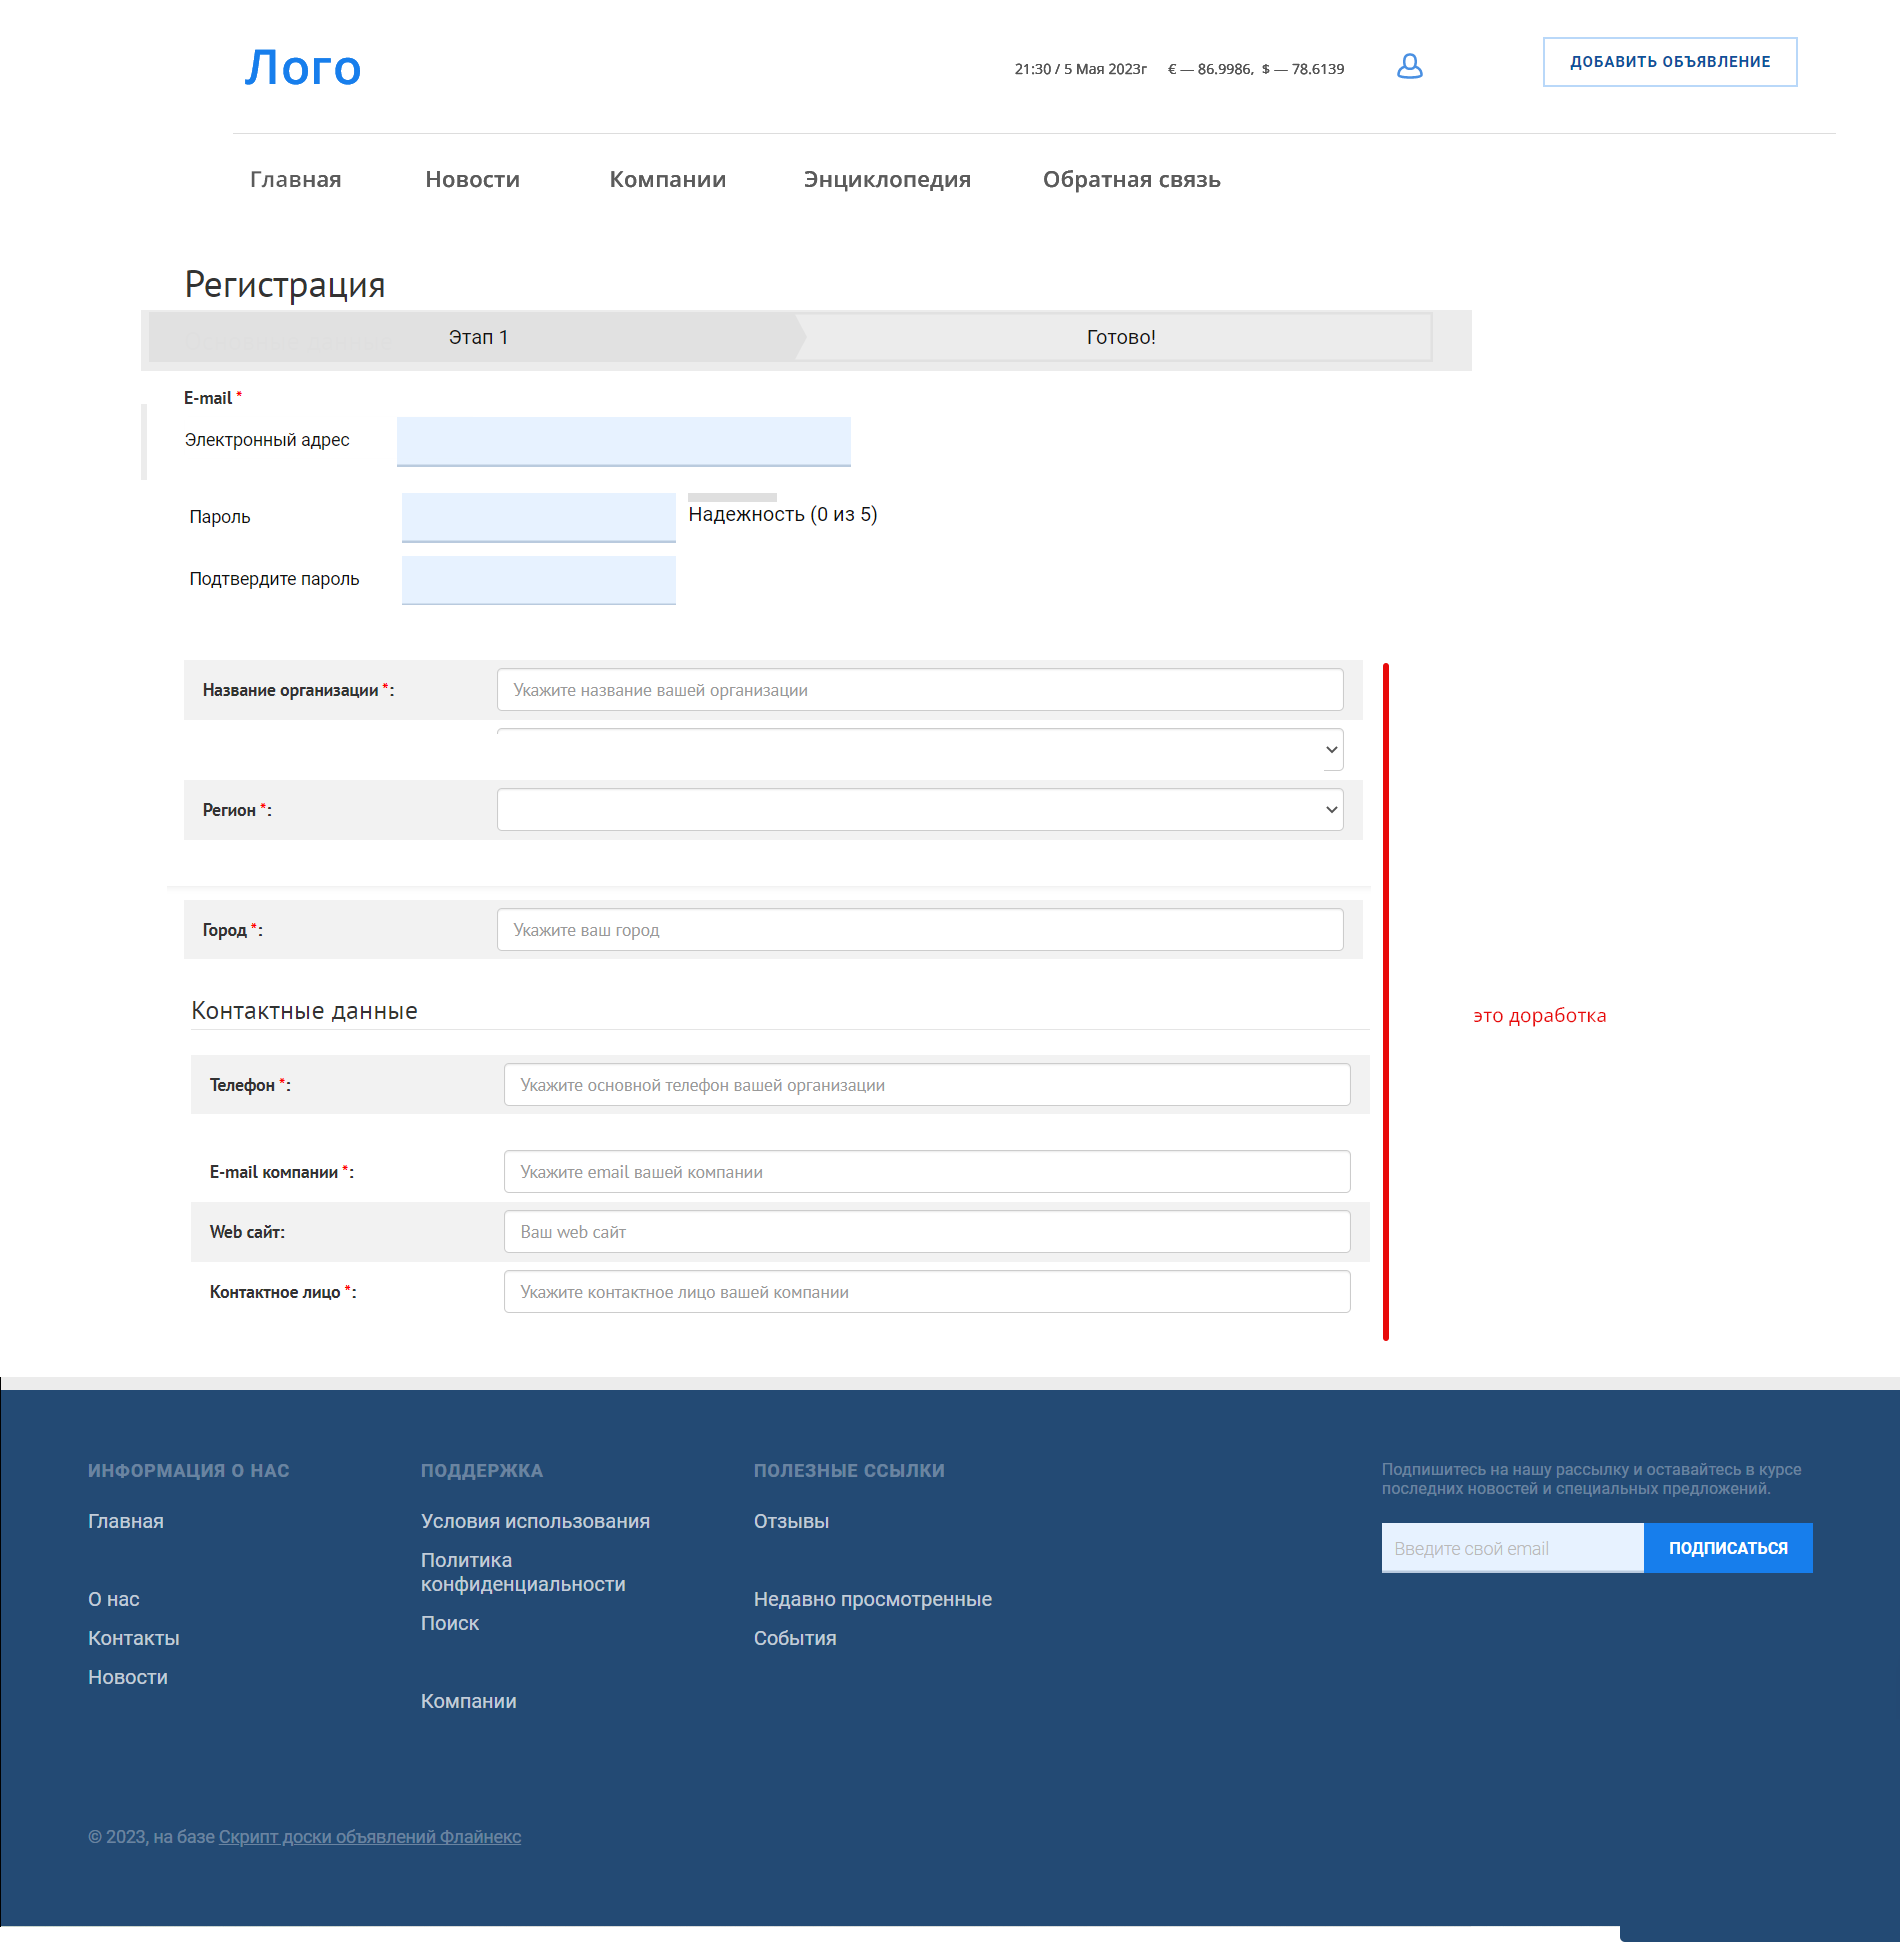 Лого
21:30 / 5 Мая 2023г € — 86.9986, $ — 78.6139
ДОБАВИТЬ ОБЪЯВЛЕНИЕ
Главная Новости Компании Энциклопедия Обратная связь
Регистрация
Этап 1 Готово!
E-mail *
Электронный адрес
Пароль Надежность (0 из 5)
Подтвердите пароль
Название организации *: Укажите название вашей организации
Регион *:
Город *: Укажите ваш город
Контактные данные
это доработка
Телефон *: Укажите основной телефон вашей организации
E-mail компании *: Укажите email вашей компании
Web сайт: Ваш web сайт
Контактное лицо *: Укажите контактное лицо вашей компании
ИНФОРМАЦИЯ О НАС
Главная
О нас
Контакты
Новости
ПОДДЕРЖКА
Условия использования
Политика
конфиденциальности
Поиск
Компании
ПОЛЕЗНЫЕ ССЫЛКИ
Отзывы
Недавно просмотренные
События
Подпишитесь на нашу рассылку и оставайтесь в курсе
последних новостей и специальных предложений.
Введите свой email ПОДПИСАТЬСЯ
© 2023, на базе Скрипт доски объявлений Флайнекс